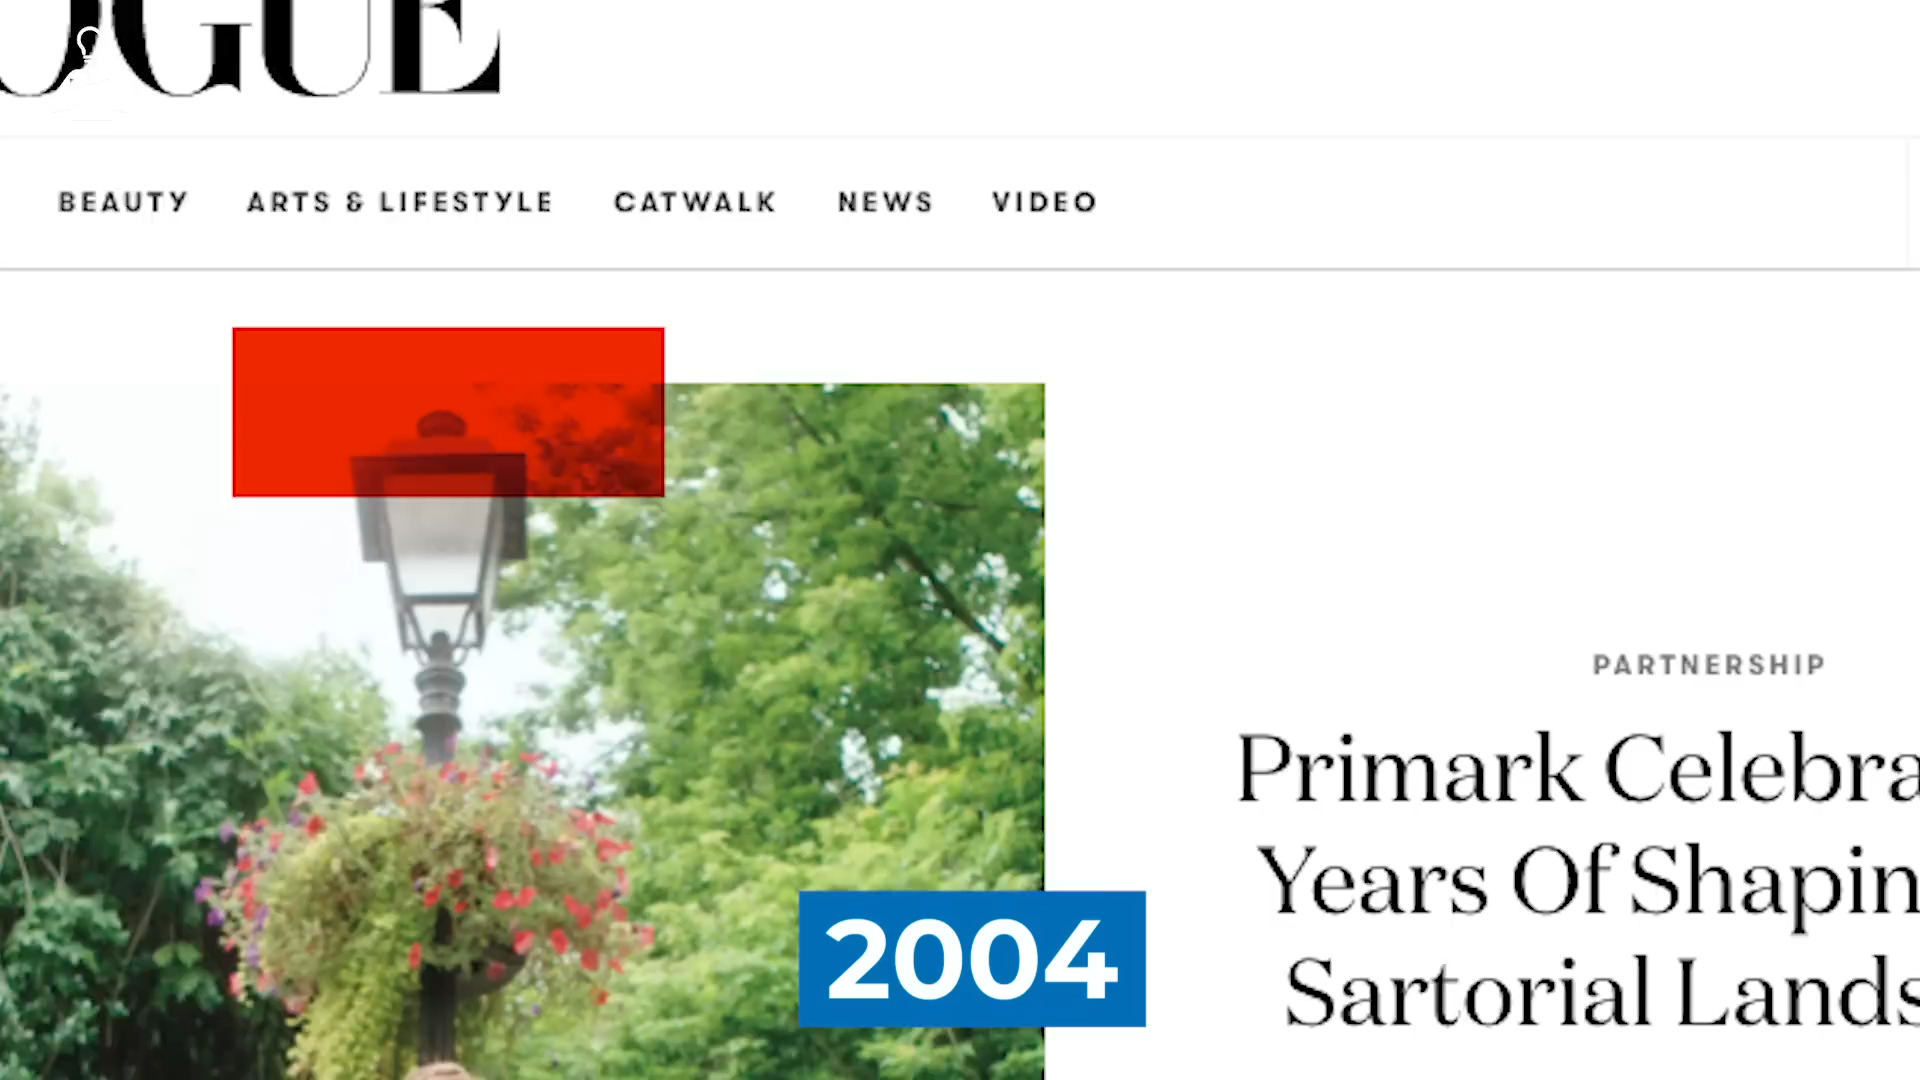 OGUE
BEAUTY ARTS & LIFESTYLE CATWALK NEWS VIDEO
PARTNERSHIP
Primark Celebra
Years Of Shapin
Sartorial Lands
2004